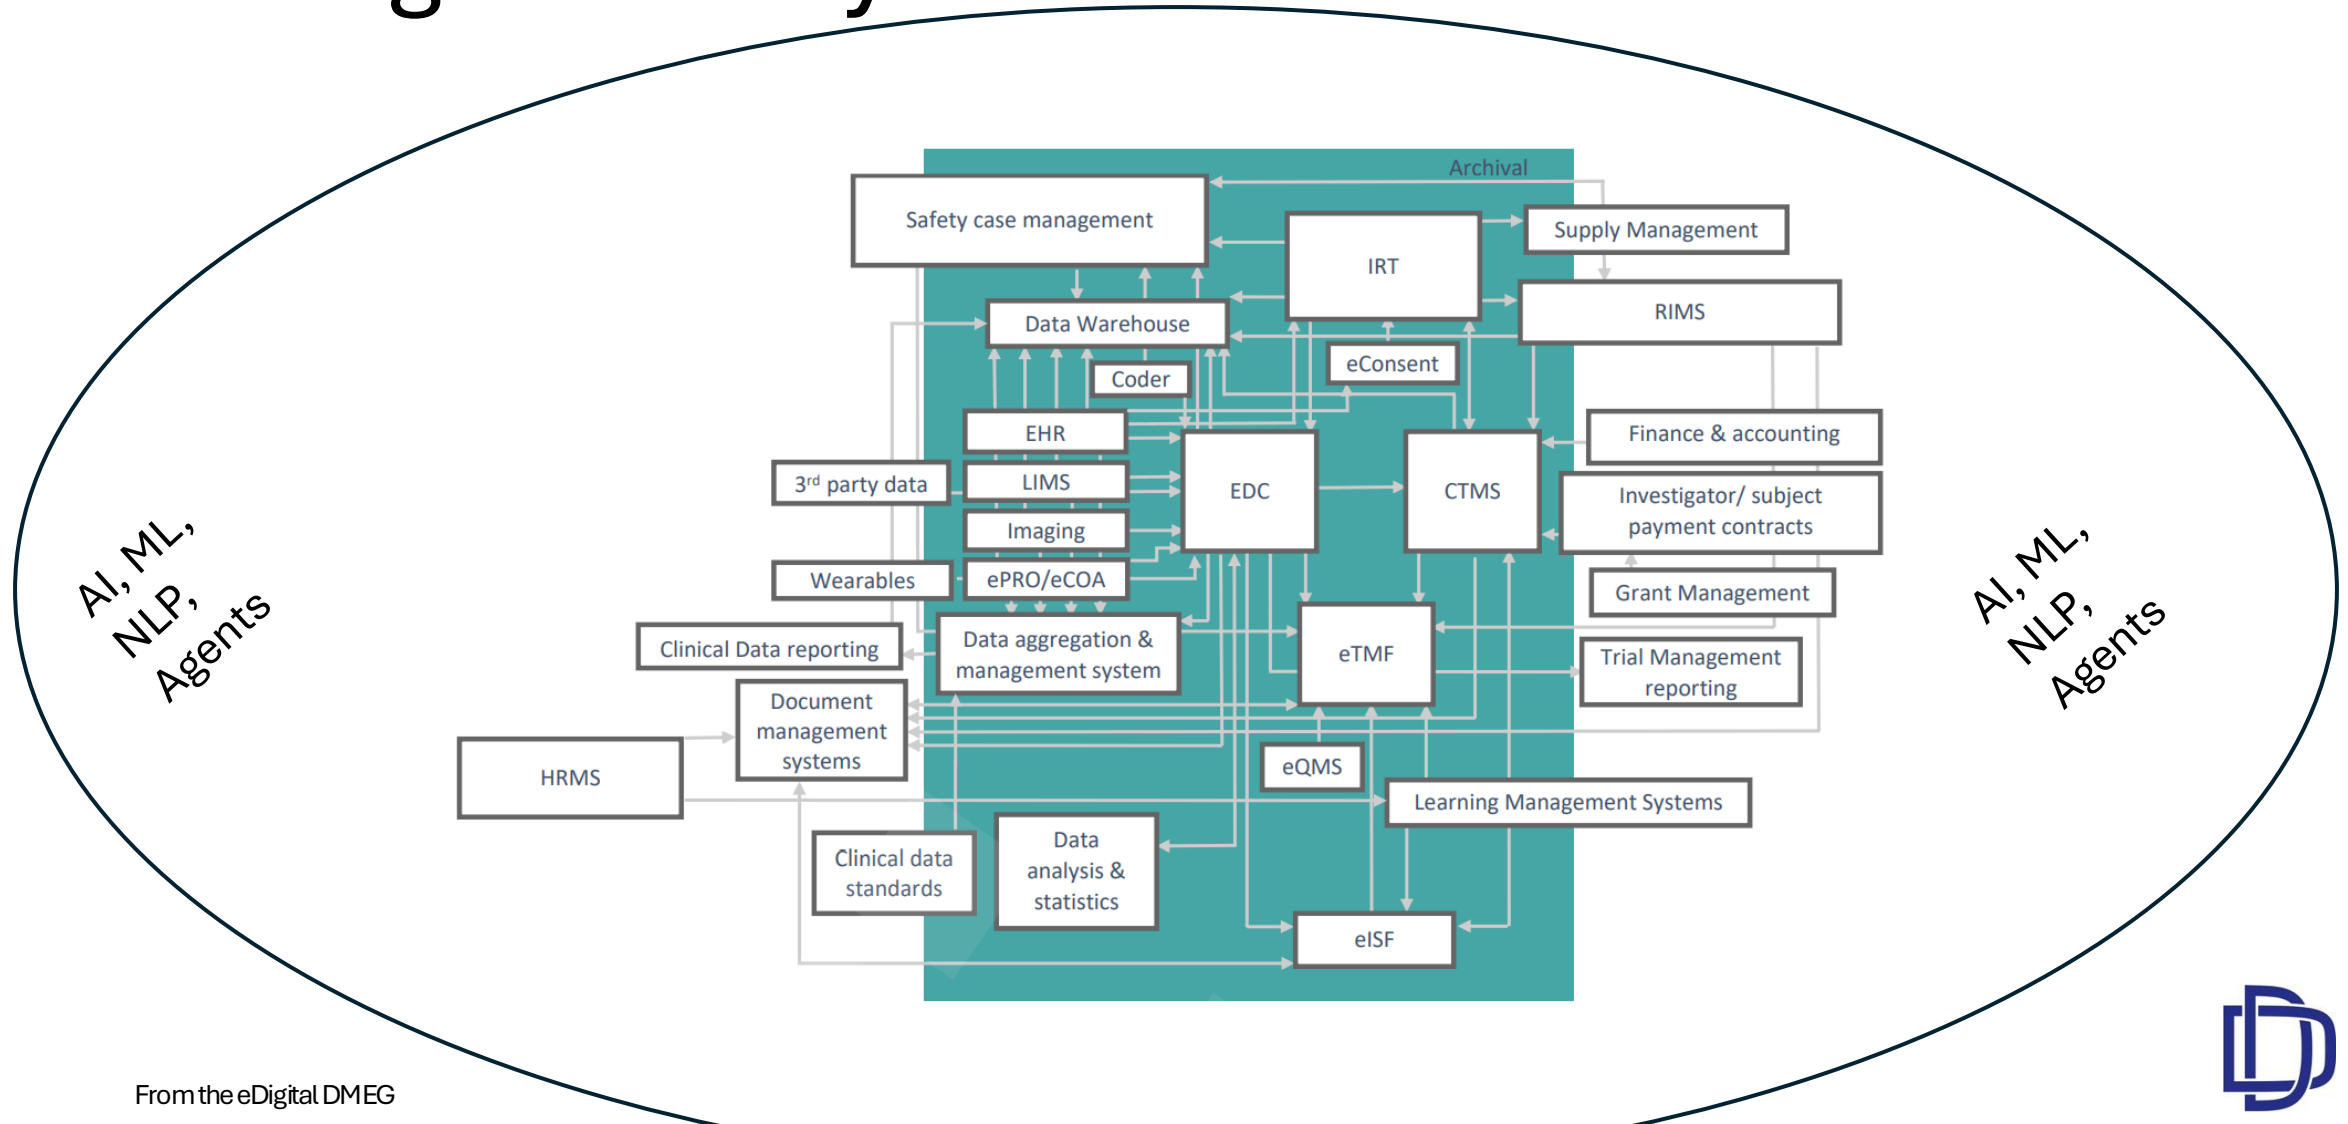 Archival
Safety case management
IRT
Supply Management
RIMS
Data Warehouse
eConsent
Coder
EHR
Finance & accounting
3rd party data
LIMS
EDC
CTMS
Investigator/ subject
payment contracts
Imaging
Wearables
ePRO/eCOA
Grant Management
Clinical Data reporting
Data aggregation &
management system
eTMF
Trial Management
reporting
Document
management
systems
HRMS
eQMS
Learning Management Systems
Clinical data
standards
Data
analysis &
statistics
eISF
AI, ML,
NLP,
Agents
AI, ML,
NLP,
Agents
From the eDigital DMEG